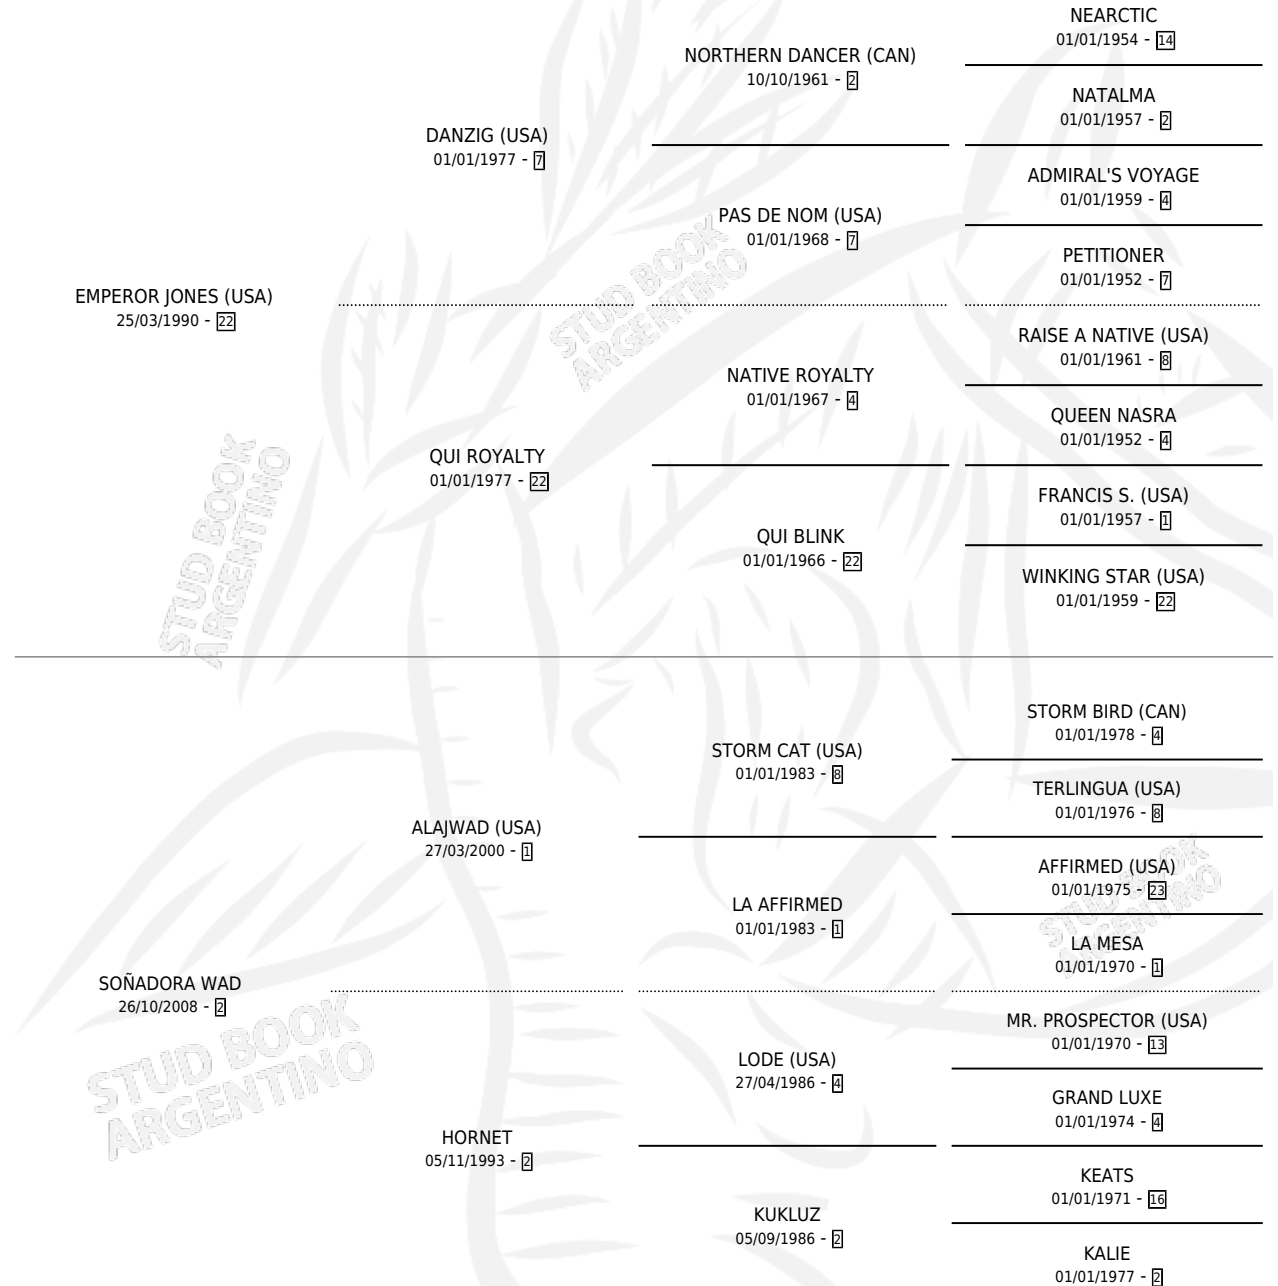 NEARCTIC
01/01/1954 - 14
NORTHERN DANCER (CAN)
10/10/1961 - 2
NATALMA
01/01/1957 - 2
DANZIG (USA)
01/01/1977 - 7
ADMIRAL'S VOYAGE
01/01/1959 - 4
PAS DE NOM (USA)
01/01/1968 - 7
PETITIONER
01/01/1952 - 7
EMPEROR JONES (USA)
25/03/1990 - 22
STUD BOOK
ARGENTINO
RAISE A NATIVE (USA)
01/01/1961 - 8
NATIVE ROYALTY
01/01/1967 - 4
QUEEN NASRA
01/01/1952 - 4
QUI ROYALTY
01/01/1977 - 22
FRANCIS S. (USA)
01/01/1957 - 1
QUI BLINK
01/01/1966 - 22
WINKING STAR (USA)
01/01/1959 - 22
STUD BOOK
ARGENTINO
STORM BIRD (CAN)
01/01/1978 - 4
STORM CAT (USA)
01/01/1983 - 8
TERLINGUA (USA)
01/01/1976 - 8
ALAJWAD (USA)
27/03/2000 - 1
AFFIRMED (USA)
01/01/1975 - 23
LA AFFIRMED
01/01/1983 - 1
STUD BOOK
ARGENTINO
LA MESA
01/01/1970 - 1
SOÑADORA WAD
26/10/2008 - 2
MR. PROSPECTOR (USA)
01/01/1970 - 13
LODE (USA)
27/04/1986 - 4
GRAND LUXE
01/01/1974 - 4
STUD BOOK
ARGENTINO
HORNET
05/11/1993 - 2
KEATS
01/01/1971 - 16
KUKLUZ
05/09/1986 - 2
KALIE
01/01/1977 - 2